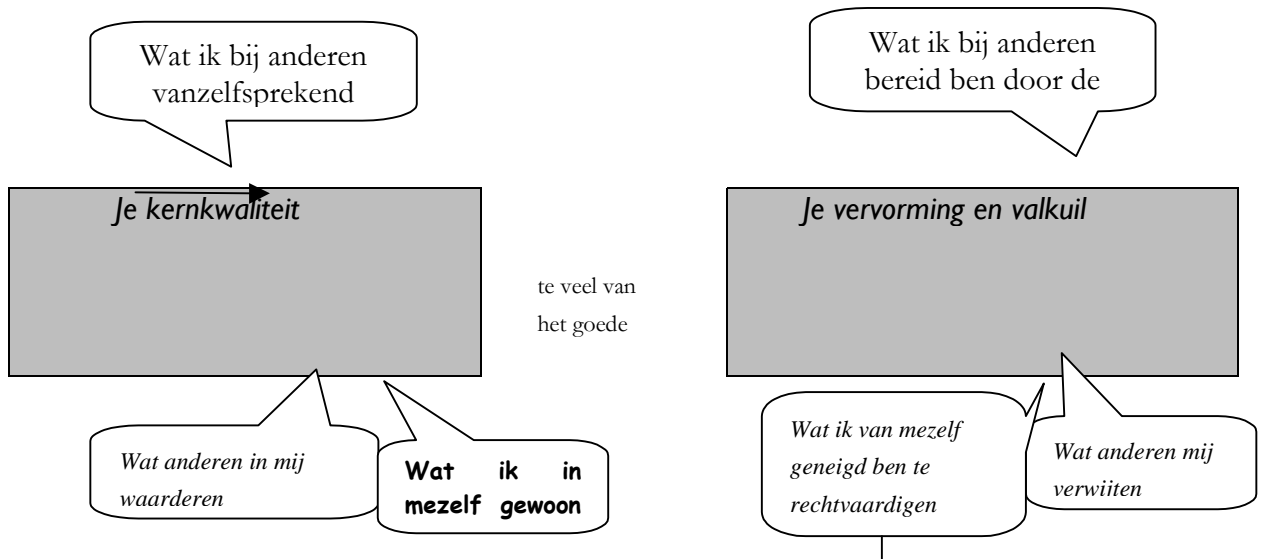 Wat ik bij anderen
vanzelfsprekend
Wat ik bij anderen
bereid ben door de
Je kernkwaliteit
Je vervorming en valkuil
te veel van
het goede
Wat anderen in mij
waarderen
Wat ik in
mezelf gewoon
Wat ik van mezelf
geneigd ben te
rechtvaardigen
Wat anderen mij
verwijten